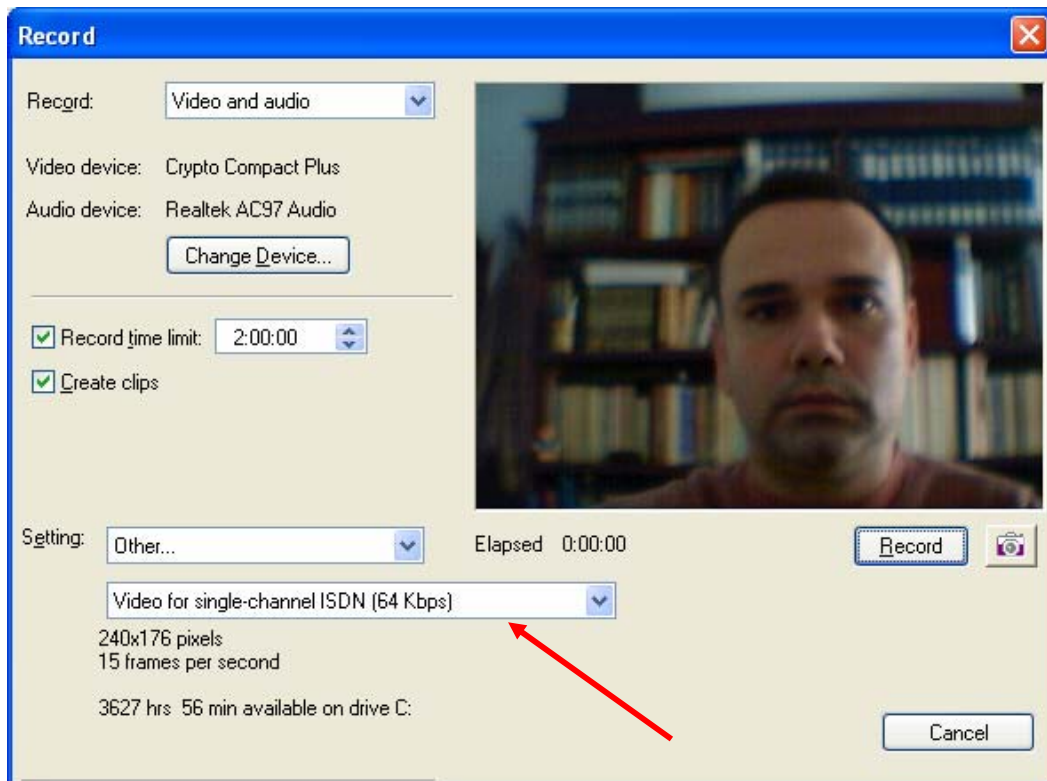 Record
Record: Video and audio
Video device: Crypto Compact Plus
Audio device: Realtek AC97 Audio
Change Device...
Record time limit: 2:00:00
Create clips
Setting: Other...
Elapsed 0:00:00
Record
Video for single-channel ISDN (64 Kbps)
240x176 pixels
15 frames per second
3627 hrs 56 min available on drive C:
Cancel